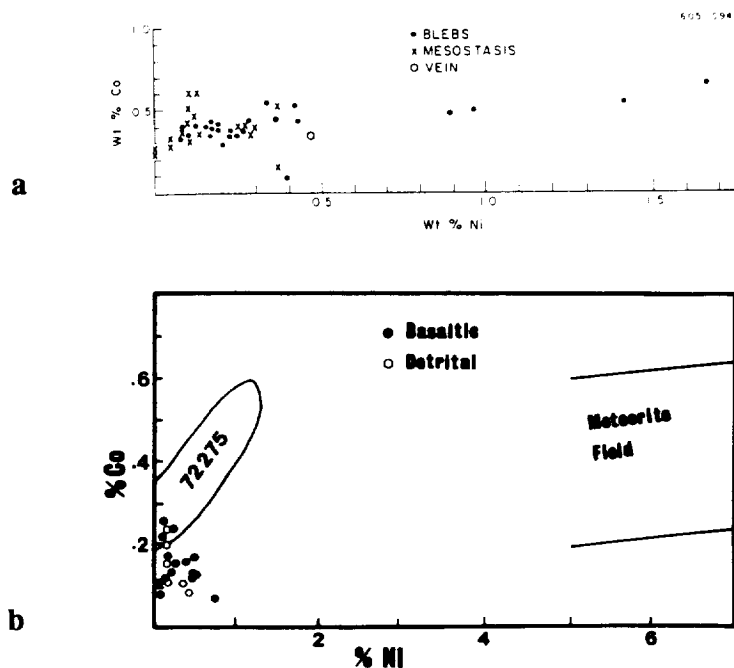 605 294
• BLEBS
x MESOSTASIS
○ VEIN
1.0
0.5
Wt % Co
0.5
1.0
1.5
Wt % Ni
a
● Basaltic
○ Detrital
.6
.4
.2
%Co
72275
Meteorite
Field
2
4
6
% Ni
b